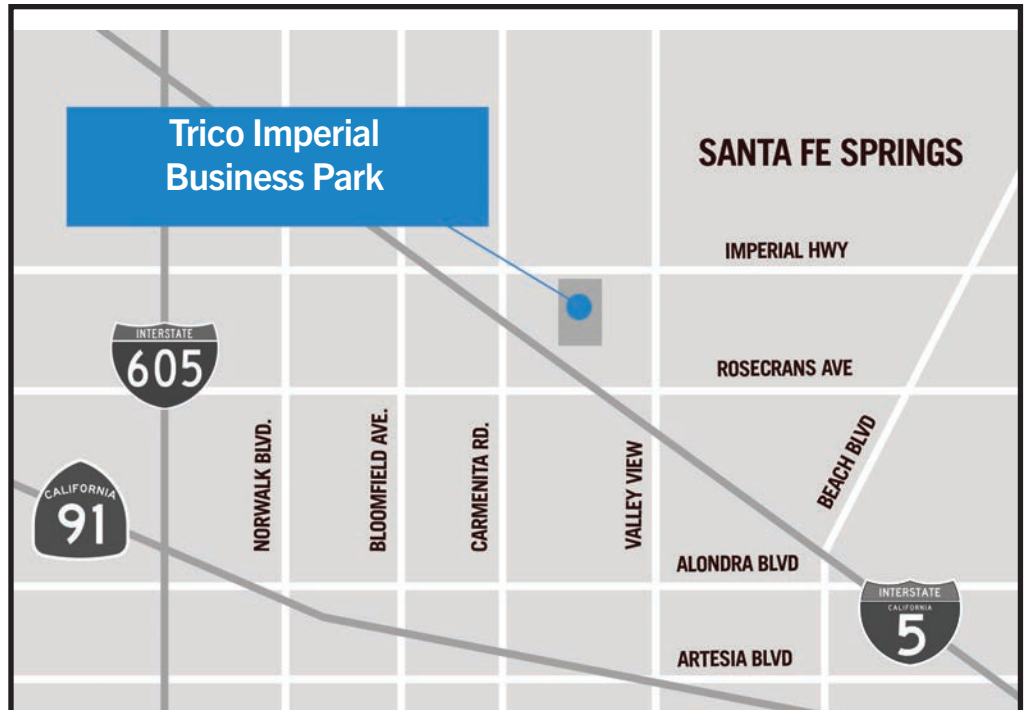 Trico Imperial
Business Park
SANTA FE SPRINGS
IMPERIAL HWY
INTERSTATE
605
ROSECRANS AVE
NORWALK BLVD.
BLOOMFIELD AVE.
CARMENITA RD.
VALLEY VIEW
BEACH BLVD
CALIFORNIA
91
ALONDRA BLVD
INTERSTATE
CALIFORNIA
5
ARTESIA BLVD